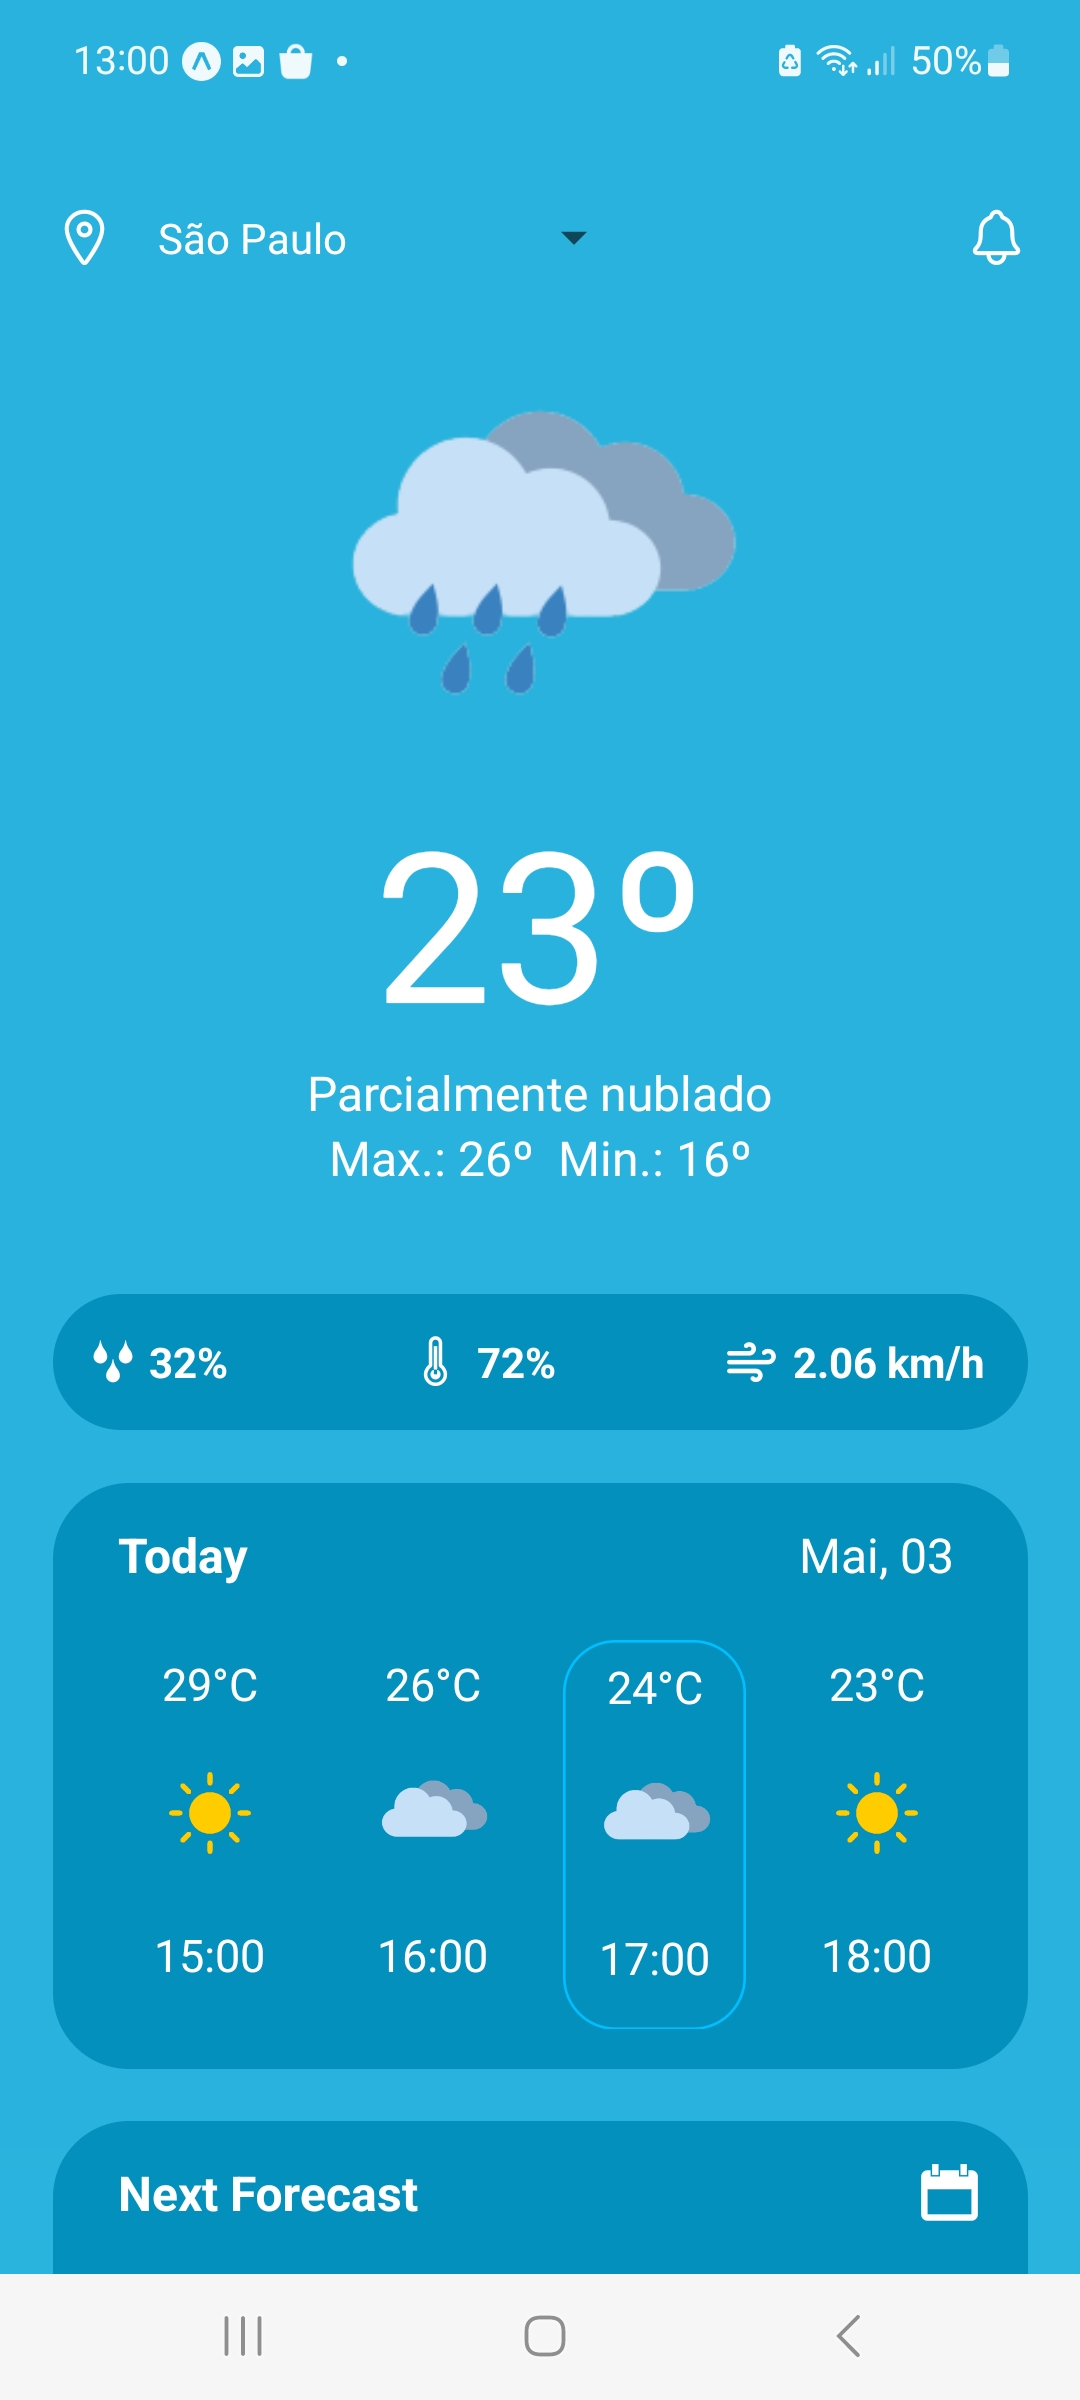 13:00 50%
São Paulo
23º
Parcialmente nublado
Max.: 26º Min.: 16º
32% 72% 2.06 km/h
Today Mai, 03
29°C 26°C 24°C 23°C
15:00 16:00 17:00 18:00
Next Forecast